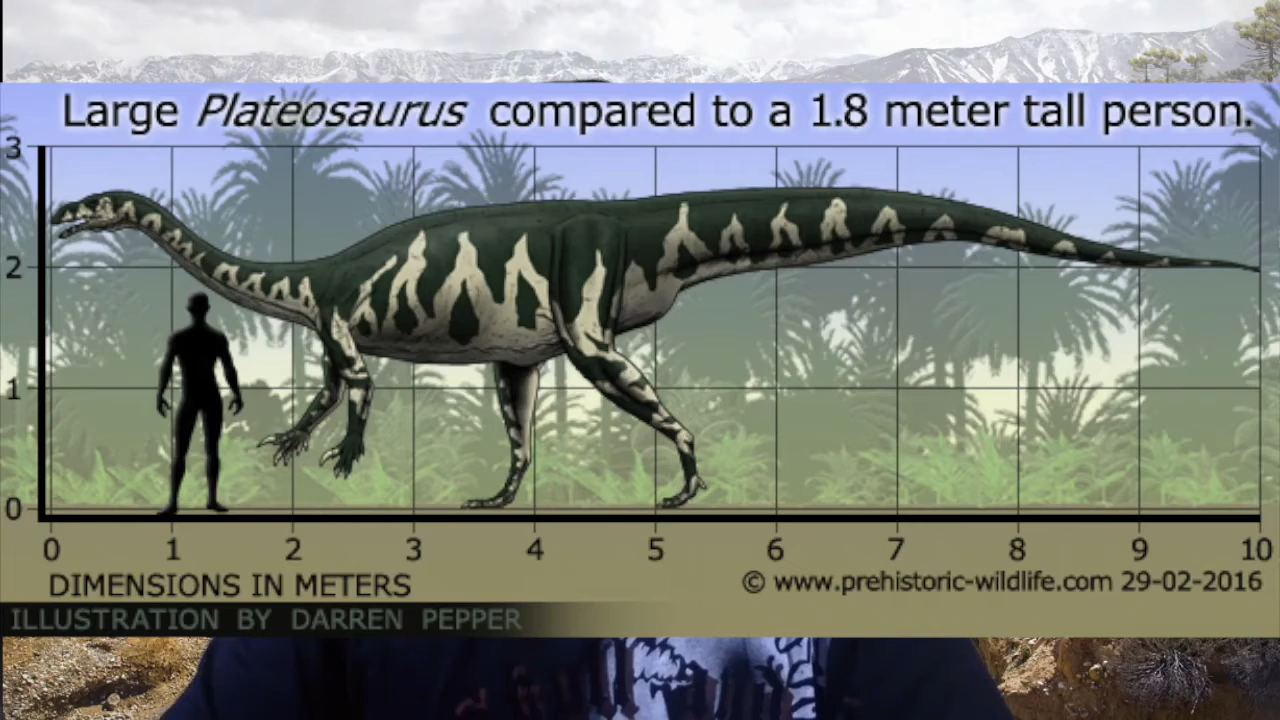 Large Plateosaurus compared to a 1.8 meter tall person.
3
2
1
0
0 1 2 3 4 5 6 7 8 9 10
DIMENSIONS IN METERS
© www.prehistoric-wildlife.com 29-02-2016
ILLUSTRATION BY DARREN PEPPER